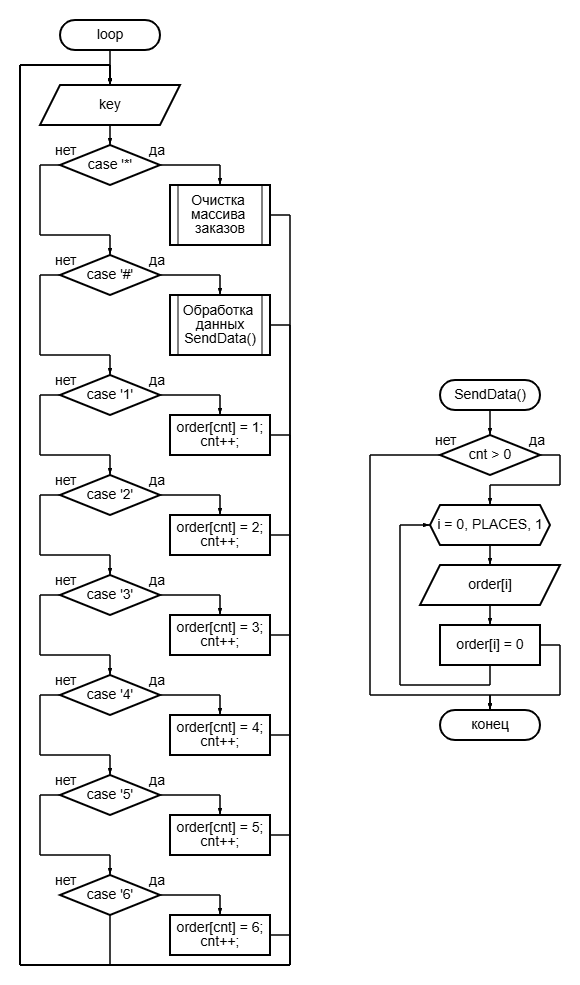 loop
key
нет
да
case '*'
Очистка
массива
заказов
нет
да
case '#'
Обработка
данных
SendData()
нет
да
case '1'
order[cnt] = 1;
cnt++;
нет
да
case '2'
order[cnt] = 2;
cnt++;
нет
да
case '3'
order[cnt] = 3;
cnt++;
нет
да
case '4'
order[cnt] = 4;
cnt++;
нет
да
case '5'
order[cnt] = 5;
cnt++;
нет
да
case '6'
order[cnt] = 6;
cnt++;
SendData()
нет
да
cnt > 0
i = 0, PLACES, 1
order[i]
order[i] = 0
конец